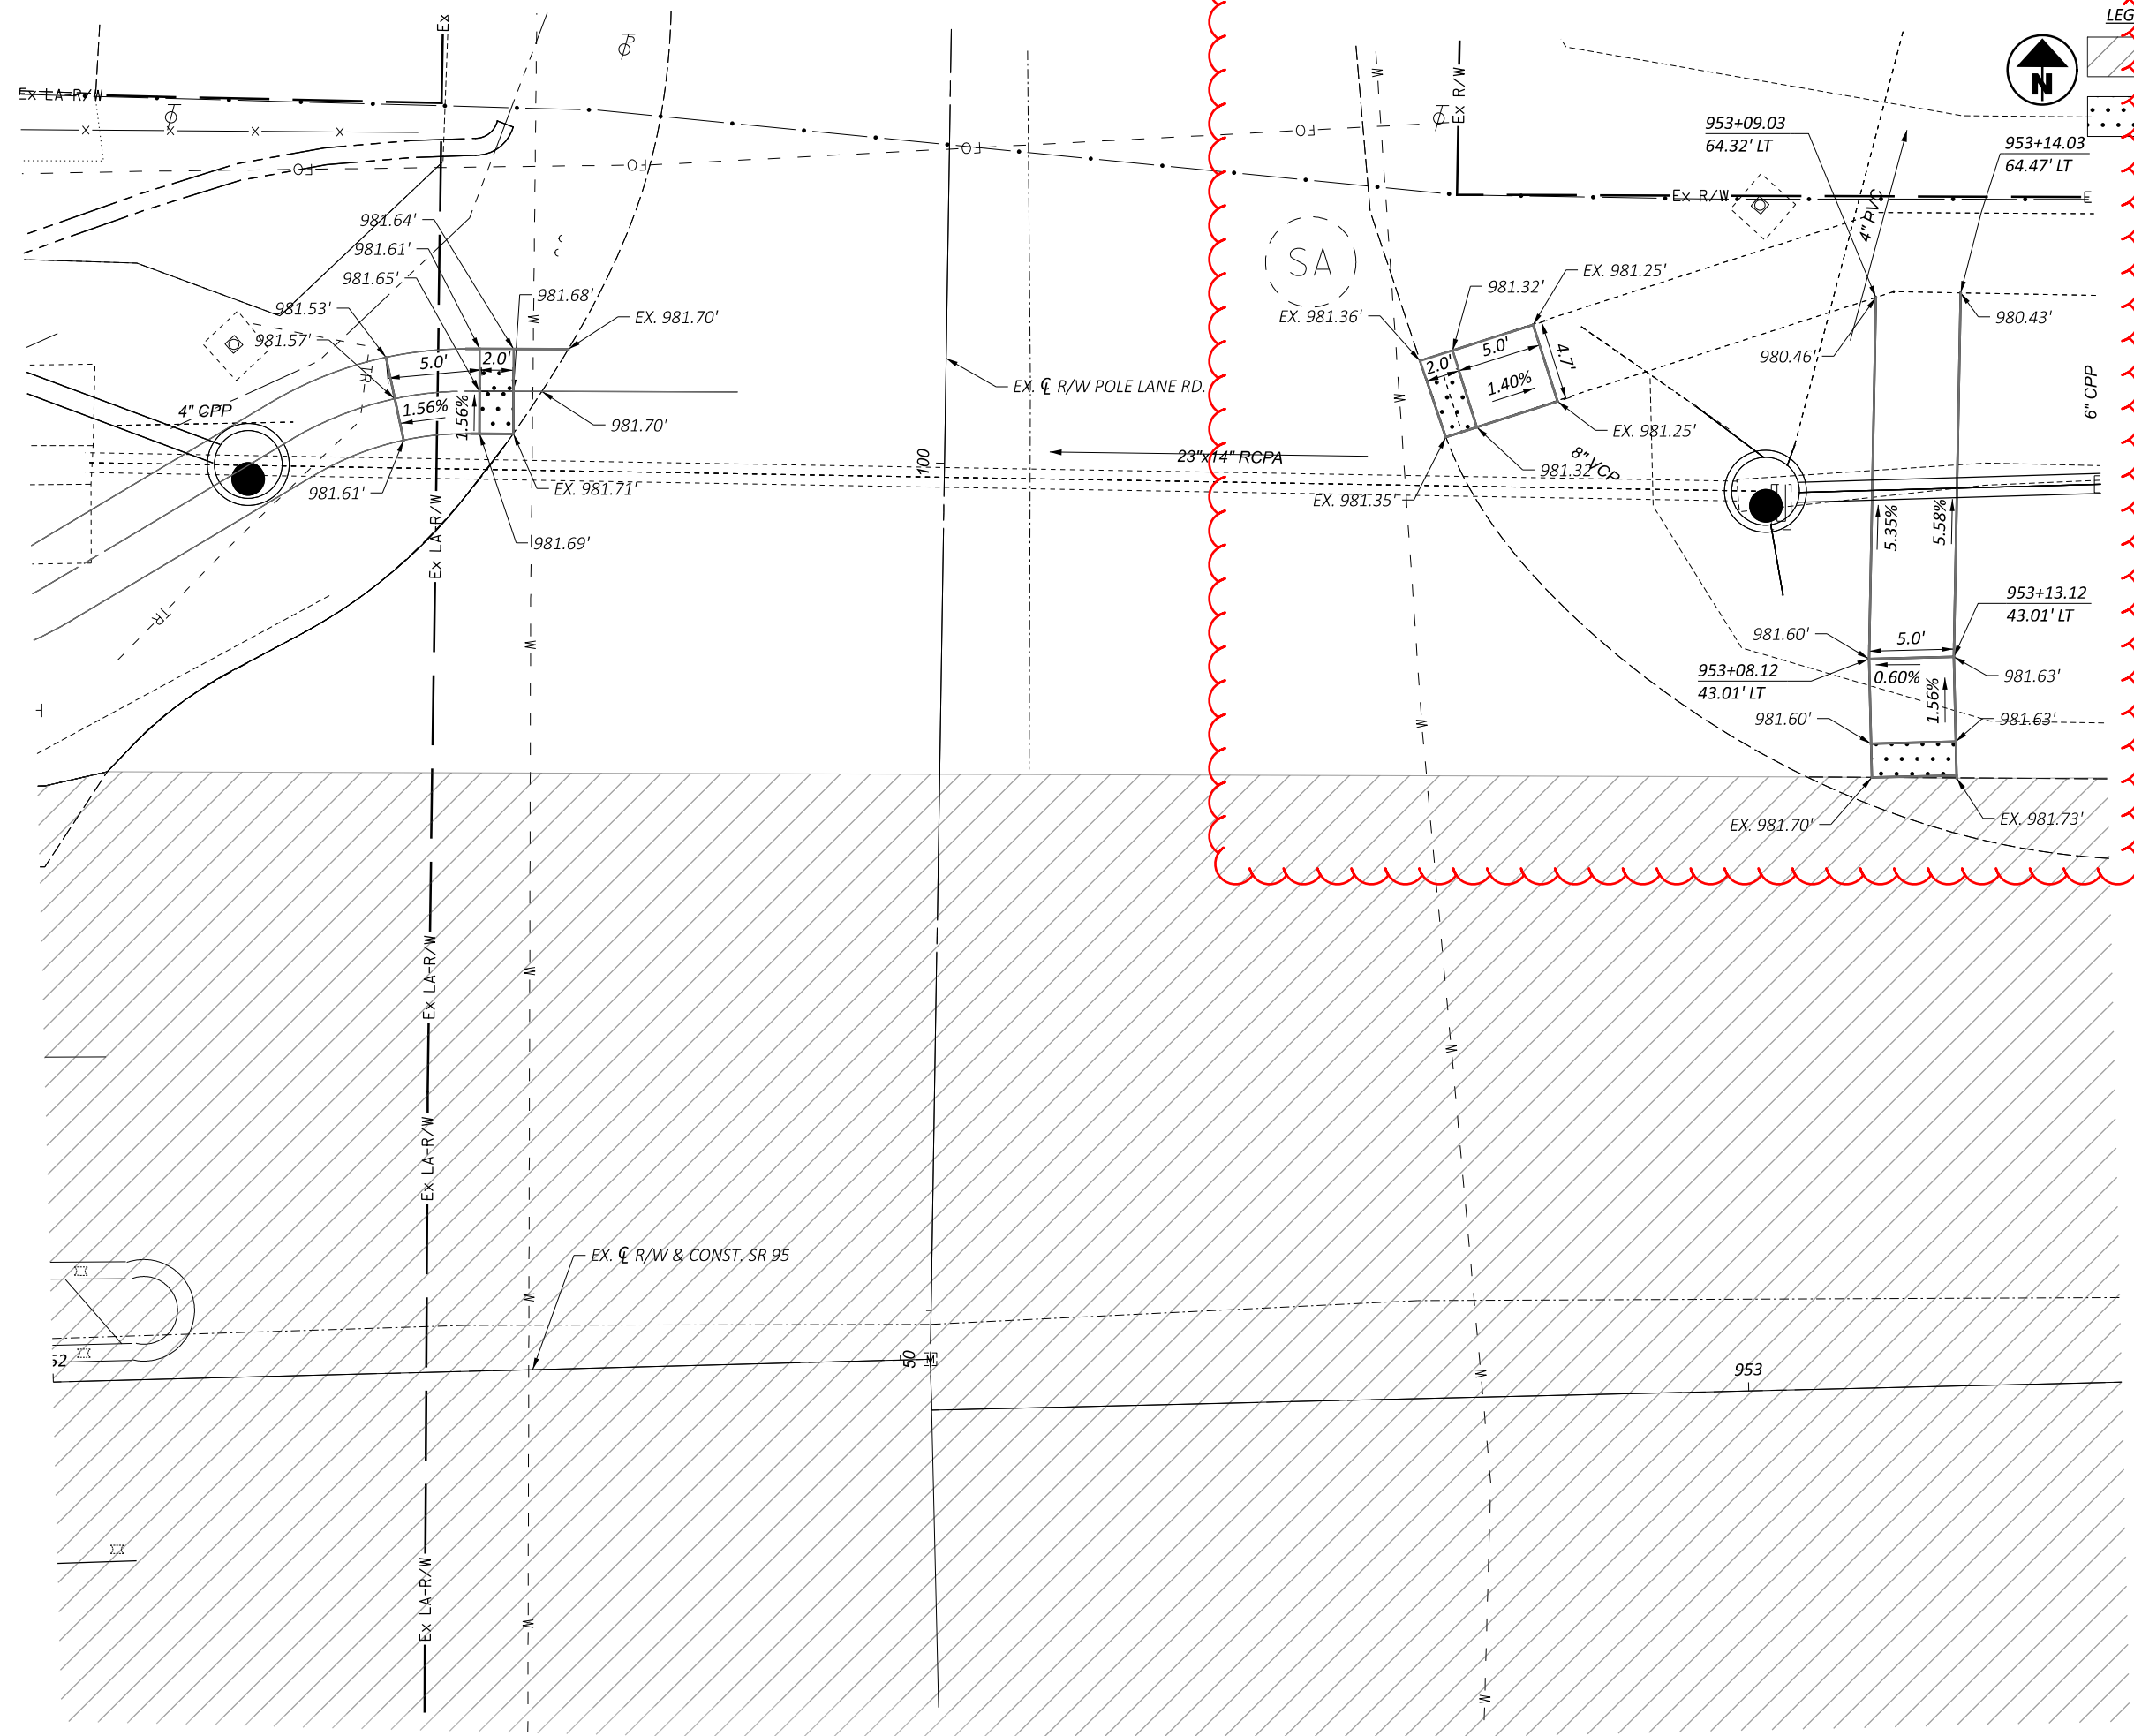 LEG
N
Ex
Ex LA-R/W
Ex R/W
FO
FO
FO
FO
W
953+09.03
64.32' LT
953+14.03
64.47' LT
Ex R/W
E
4" PVC
SA
981.64'
981.61'
981.65'
981.53'
981.57'
981.68'
EX. 981.70'
5.0'
2.0'
1.56%
1.56%
TR
W
981.70'
4" CPP
981.61'
EX. 981.71'
981.69'
Ex LA-R/W
TR
W
EX. ℄ R/W POLE LANE RD.
100
23"x14" RCPA
EX. 981.36'
981.32'
EX. 981.25'
2.0'
5.0'
4.7'
1.40%
EX. 981.25'
981.32'
EX. 981.35'
8" VCP
W
W
980.46'
980.43'
6" CPP
5.35%
5.58%
953+13.12
43.01' LT
981.60'
5.0'
953+08.12
43.01' LT
0.60%
981.63'
1.56%
981.60'
981.63'
EX. 981.70'
EX. 981.73'
W
Ex LA-R/W
W
Ex LA-R/W
W
EX. ℄ R/W & CONST. SR 95
W
52
50
953
W
Ex LA-R/W
W
W